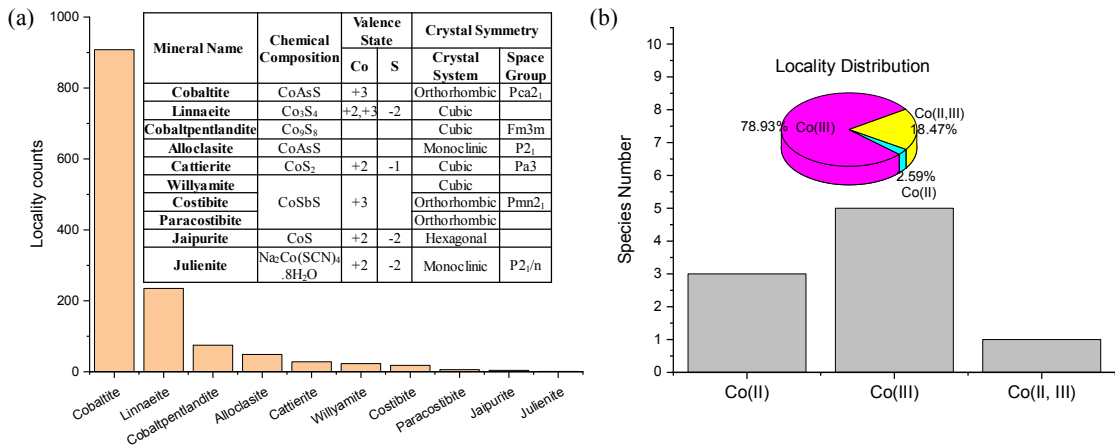 (a)
1000
800
600
400
200
0
Locality counts
Mineral Name
Chemical
Composition
Valence
State
Crystal Symmetry
Co
S
Crystal
System
Space
Group
Cobaltite CoAsS +3 Orthorhombic Pca2₁
Linnaeite Co₃S₄ +2,+3 -2 Cubic
Cobaltpentlandite Co₉S₈ Cubic Fm3m
Alloclasite CoAsS Monoclinic P2₁
Cattierite CoS₂ +2 -1 Cubic Pa3
Willyamite Cubic
Costibite CoSbS +3 Orthorhombic Pmn2₁
Paracostibite Orthorhombic
Jaipurite CoS +2 -2 Hexagonal
Julienite Na₂Co(SCN)₄
.8H₂O +2 -2 Monoclinic P2₁/n
Cobaltite
Linnaeite
Cobaltpentlandite
Alloclasite
Cattierite
Willyamite
Costibite
Paracostibite
Jaipurite
Julienite
(b)
10
9
8
7
6
5
4
3
2
1
0
Species Number
Locality Distribution
78.93%
Co(III)
Co(II,III)
18.47%
2.59%
Co(II)
Co(II)
Co(III)
Co(II, III)